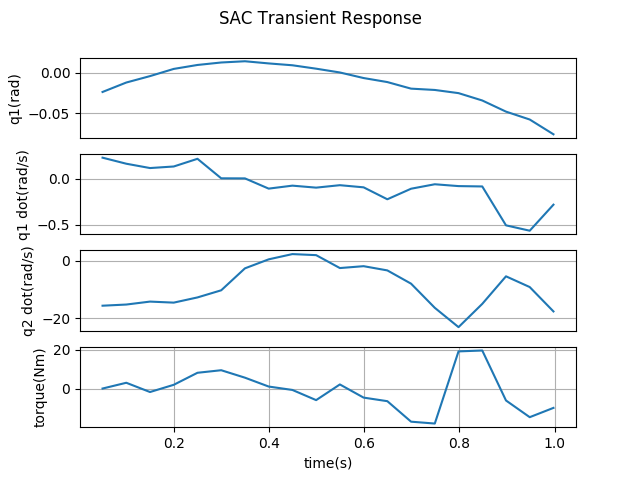 SAC Transient Response
q1(rad)
0.00
−0.05
q1 dot(rad/s)
0.0
−0.5
q2 dot(rad/s)
0
−20
torque(Nm)
20
0
0.2 0.4 0.6 0.8 1.0
time(s)